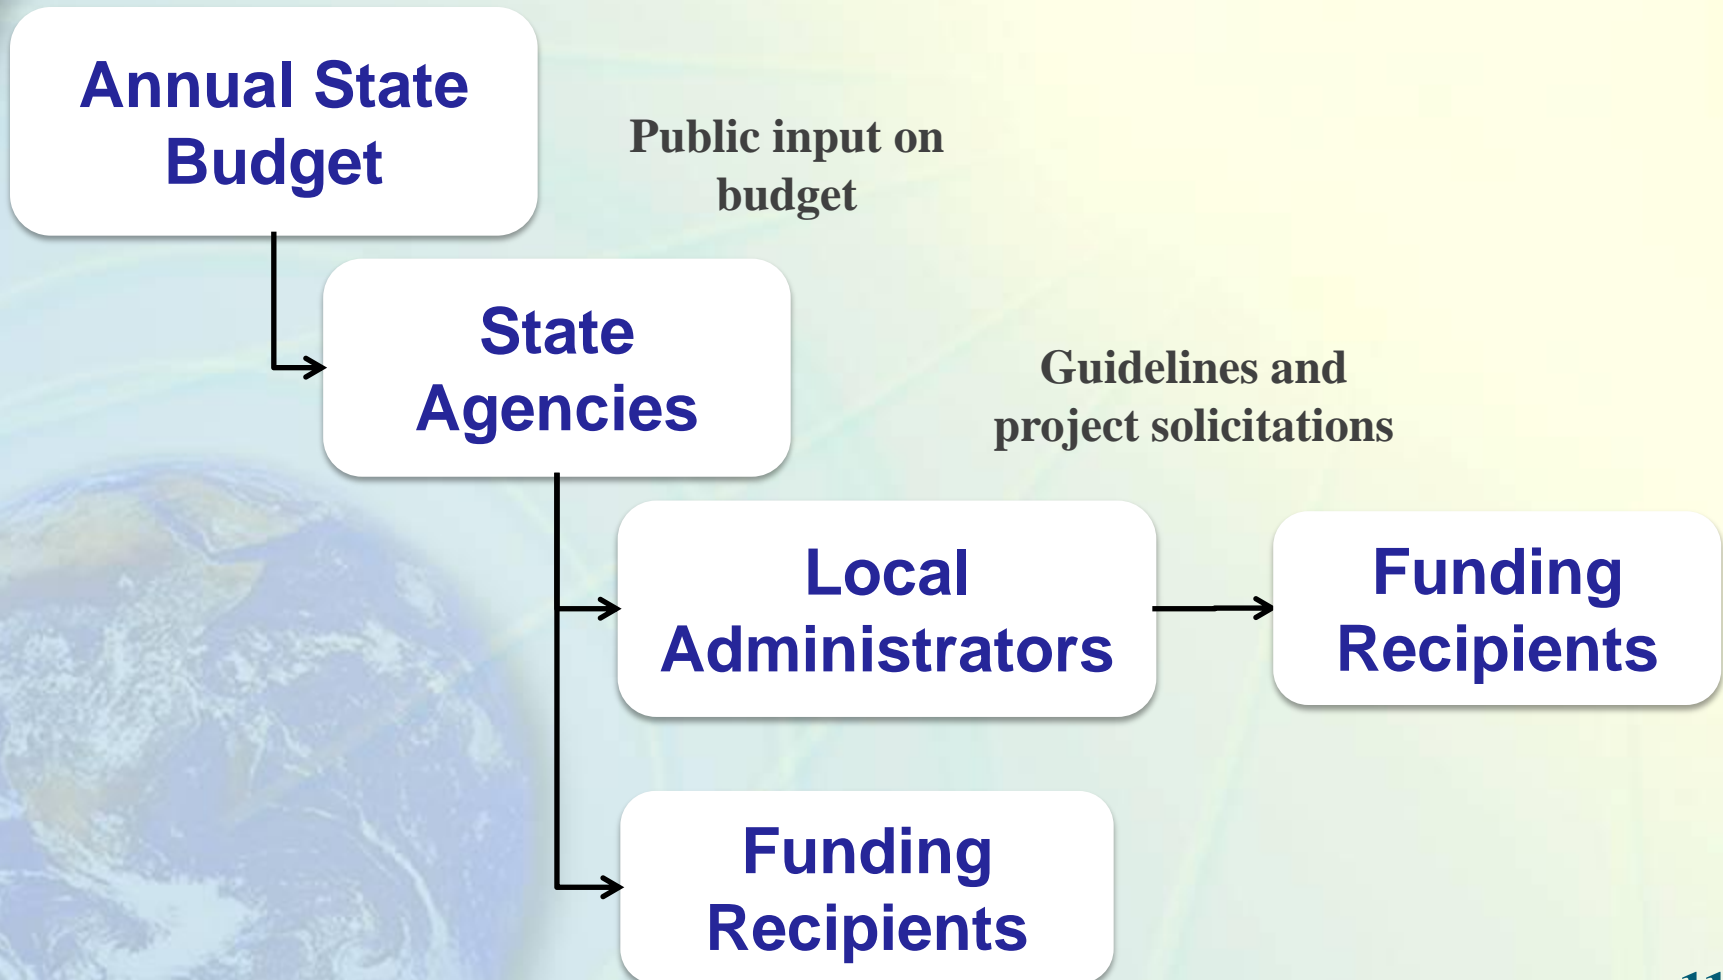 Annual State
Budget
Public input on
budget
State
Agencies
Guidelines and
project solicitations
Local
Administrators
Funding
Recipients
Funding
Recipients